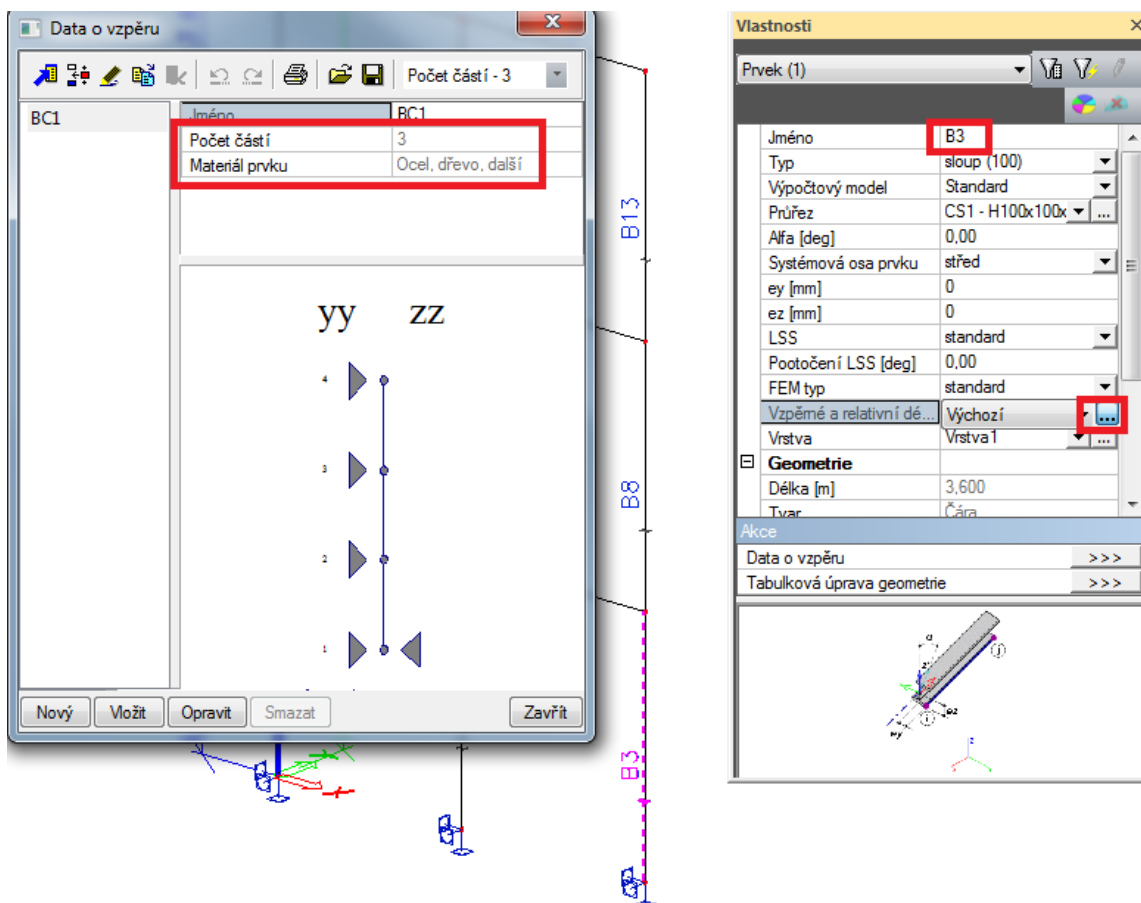 Data o vzpěru
Počet částí - 3
BC1
Jméno BC1
Počet částí 3
Materiál prvku Ocel, dřevo, další
yy zz
4
3
2
1
Nový Vložit Opravit Smazat Zavřít
B13
B8
B3
Vlastnosti
Prvek (1)
Jméno B3
Typ sloup (100)
Výpočtový model Standard
Průřez CS1 - H100x100x ...
Alfa [deg] 0,00
Systémová osa prvku střed
ey [mm] 0
ez [mm] 0
LSS standard
Pootočení LSS [deg] 0,00
FEM typ standard
Vzpěrné a relativní dé... Výchozí ...
Vrstva Vrstva1 ...
Geometrie
Délka [m] 3,600
Tvar Čára
Akce
Data o vzpěru >>>
Tabulková úprava geometrie >>>
α
z
j
i
ez
ey
z